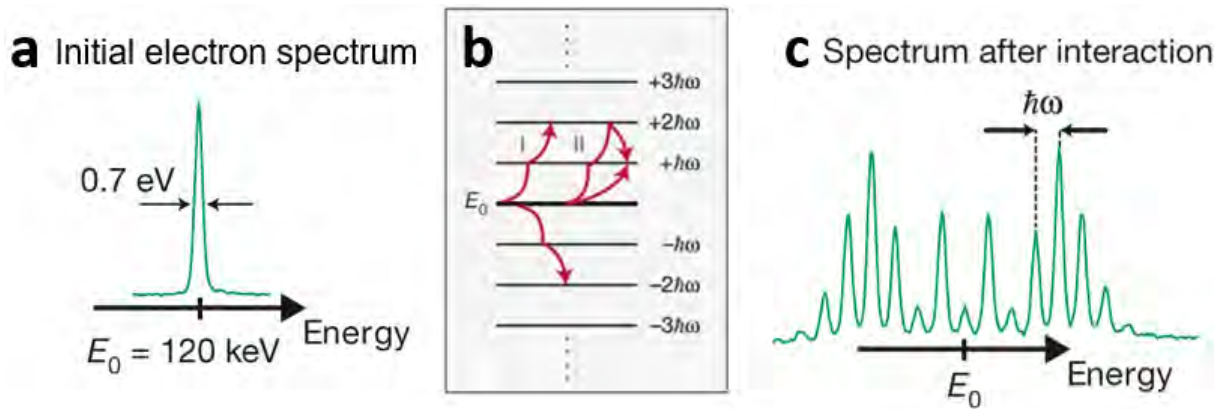 a Initial electron spectrum
0.7 eV
Energy
E₀ = 120 keV
b
+3ħω
+2ħω
i ii
+ħω
E₀
−ħω
−2ħω
−3ħω
c Spectrum after interaction
ħω
Energy
E₀